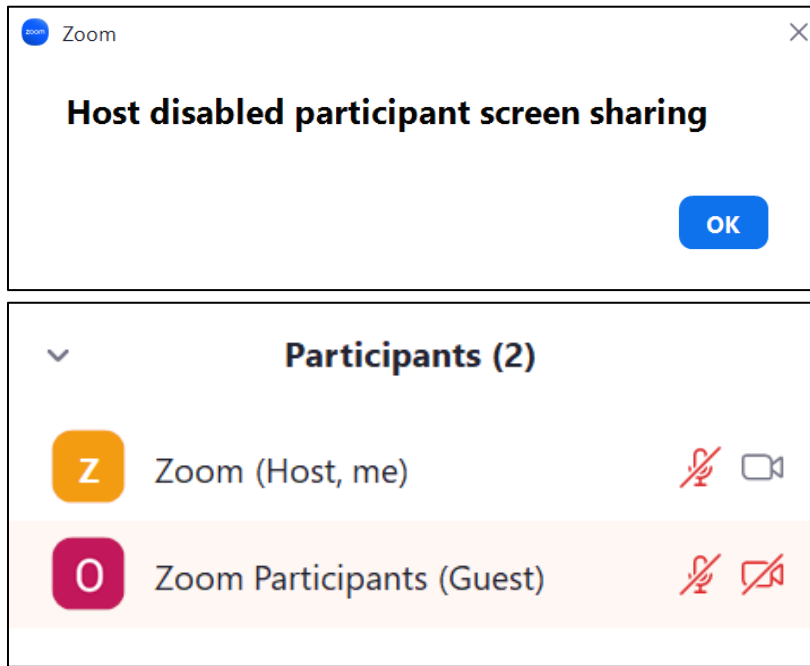 zoom Zoom
Host disabled participant screen sharing
OK
Participants (2)
Z Zoom (Host, me)
O Zoom Participants (Guest)